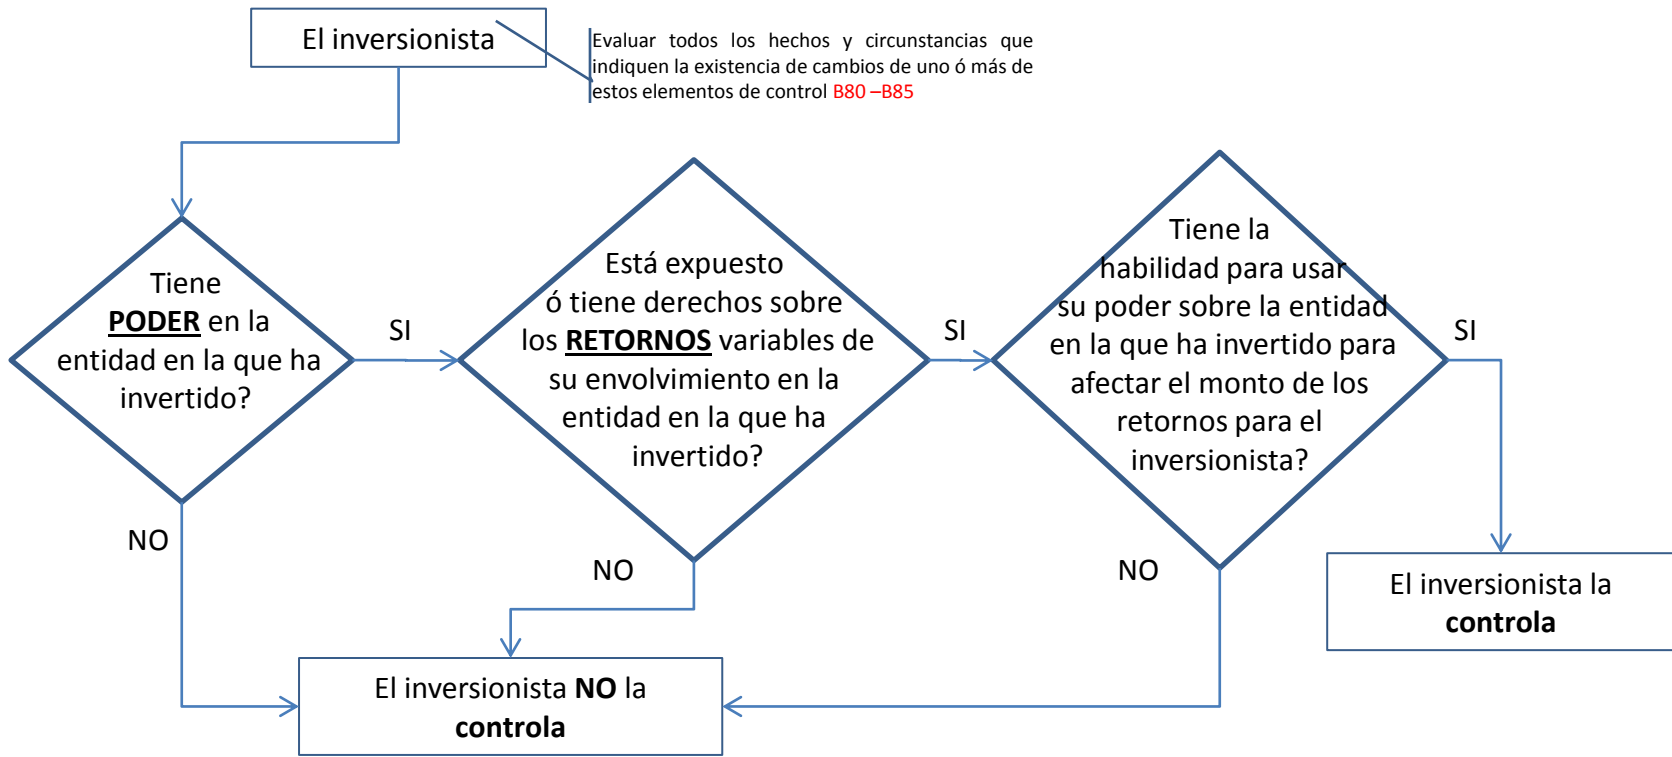 El inversionista
Evaluar todos los hechos y circunstancias que
indiquen la existencia de cambios de uno ó más de
estos elementos de control B80 –B85
Tiene
PODER en la
entidad en la que ha
invertido?
SI
Está expuesto
ó tiene derechos sobre
los RETORNOS variables de
su envolvimiento en la
entidad en la que ha
invertido?
SI
Tiene la
habilidad para usar
su poder sobre la entidad
en la que ha invertido para
afectar el monto de los
retornos para el
inversionista?
SI
NO
NO
NO
El inversionista la
controla
El inversionista NO la
controla